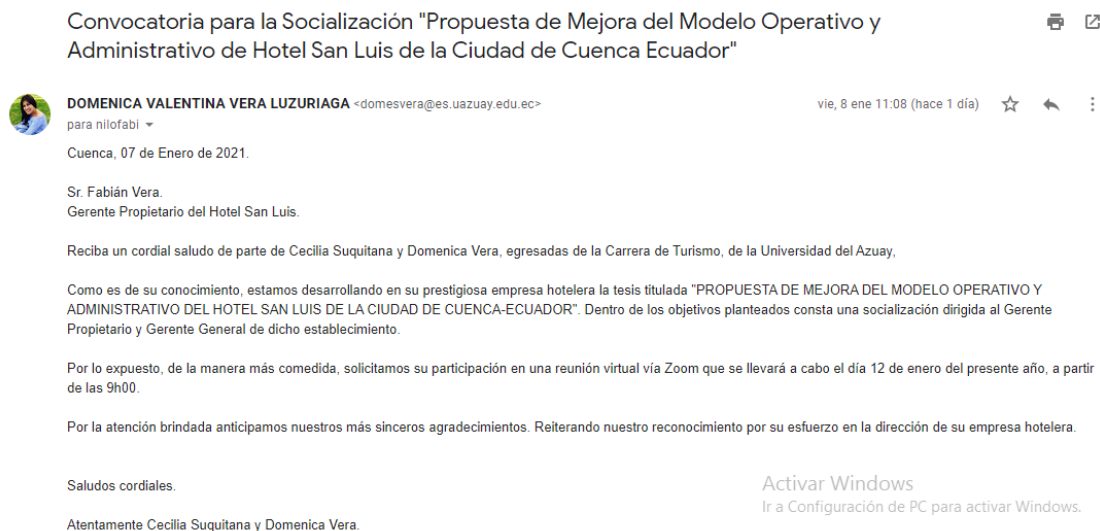 Convocatoria para la Socialización "Propuesta de Mejora del Modelo Operativo y
Administrativo de Hotel San Luis de la Ciudad de Cuenca Ecuador"
DOMENICA VALENTINA VERA LUZURIAGA <domesvera@es.uazuay.edu.ec>
vie, 8 ene 11:08 (hace 1 día)
para nilofabi
Cuenca, 07 de Enero de 2021.
Sr. Fabián Vera.
Gerente Propietario del Hotel San Luis.
Reciba un cordial saludo de parte de Cecilia Suquitana y Domenica Vera, egresadas de la Carrera de Turismo, de la Universidad del Azuay,
Como es de su conocimiento, estamos desarrollando en su prestigiosa empresa hotelera la tesis titulada "PROPUESTA DE MEJORA DEL MODELO OPERATIVO Y
ADMINISTRATIVO DEL HOTEL SAN LUIS DE LA CIUDAD DE CUENCA-ECUADOR". Dentro de los objetivos planteados consta una socialización dirigida al Gerente
Propietario y Gerente General de dicho establecimiento.
Por lo expuesto, de la manera más comedida, solicitamos su participación en una reunión virtual vía Zoom que se llevará a cabo el día 12 de enero del presente año, a partir
de las 9h00.
Por la atención brindada anticipamos nuestros más sinceros agradecimientos. Reiterando nuestro reconocimiento por su esfuerzo en la dirección de su empresa hotelera.
Saludos cordiales.
Activar Windows
Ir a Configuración de PC para activar Windows.
Atentamente Cecilia Suquitana y Domenica Vera.